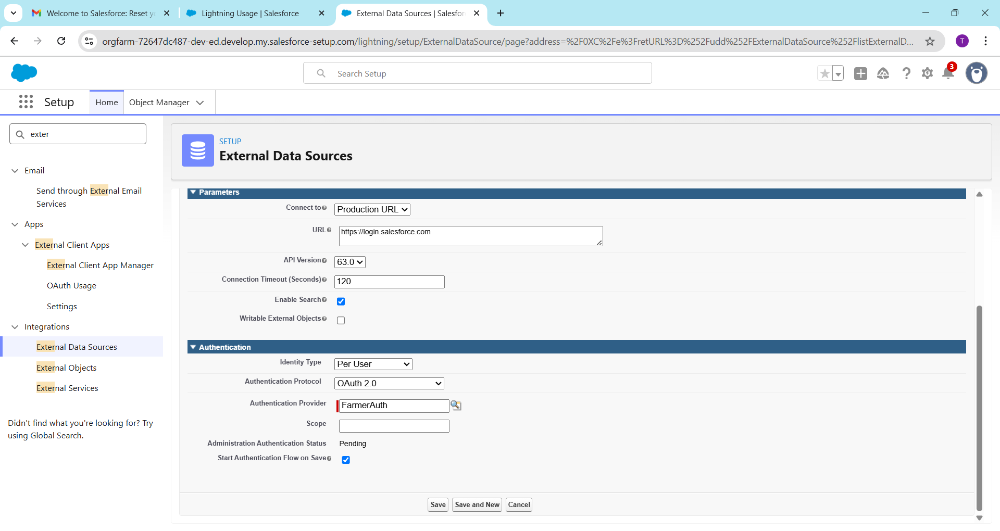 Welcome to Salesforce: Reset yo
Lightning Usage | Salesforce
External Data Sources | Salesfor
orgfarm-72647dc487-dev-ed.develop.my.salesforce-setup.com/lightning/setup/ExternalDataSource/page?address=%2F0XC%2Fe%3FretURL%3D%252Fudd%252FExternalDataSource%252FlistExternalD...
T
Search Setup
3
Setup
Home
Object Manager
exter
SETUP
External Data Sources
Email
Send through External Email
Services
Apps
External Client Apps
External Client App Manager
OAuth Usage
Settings
Integrations
External Data Sources
External Objects
External Services
Didn't find what you're looking for? Try
using Global Search.
Parameters
Connect to
Production URL
URL
https://login.salesforce.com
API Version
63.0
Connection Timeout (Seconds)
120
Enable Search
Writable External Objects
Authentication
Identity Type
Per User
Authentication Protocol
OAuth 2.0
Authentication Provider
FarmerAuth
Scope
Administration Authentication Status
Pending
Start Authentication Flow on Save
Save
Save and New
Cancel